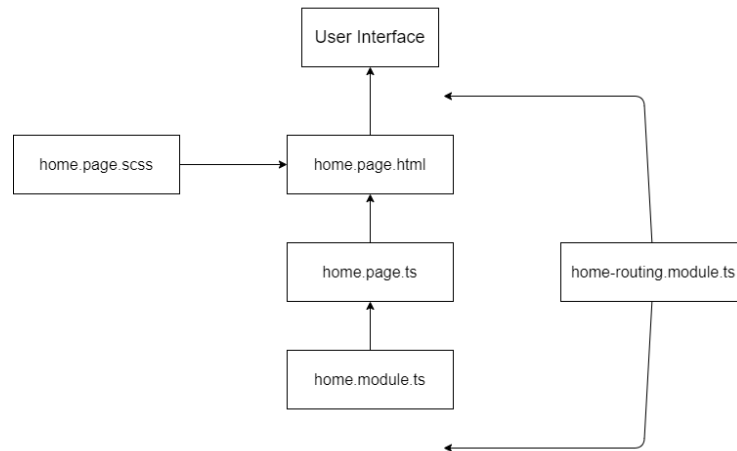 User Interface
home.page.scss
home.page.html
home.page.ts
home-routing.module.ts
home.module.ts